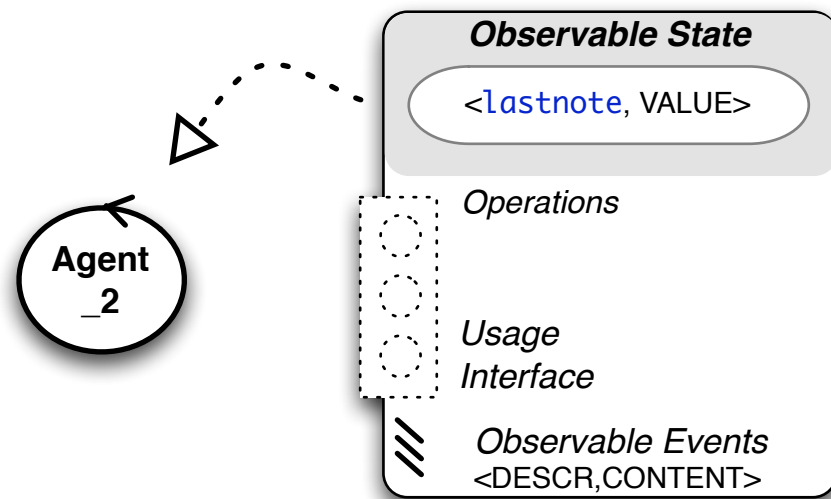 Observable State
<lastnote, VALUE>
Operations
Agent
_2
Usage
Interface
Observable Events
<DESCR,CONTENT>